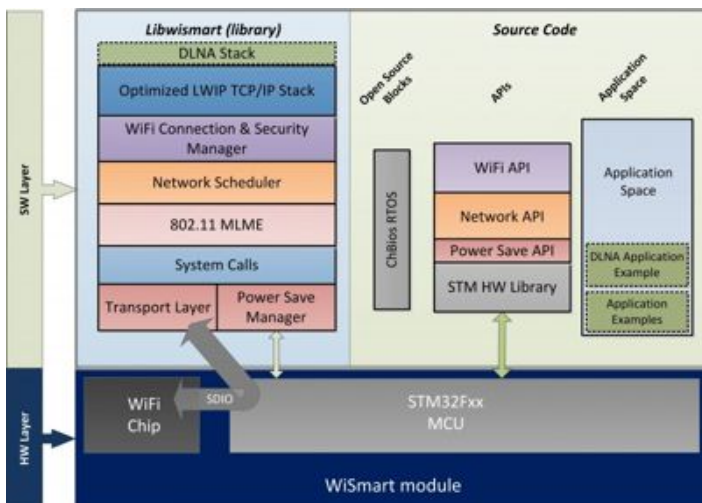 Libwismart (library)
DLNA Stack
Optimized LWIP TCP/IP Stack
WiFi Connection & Security
Manager
Network Scheduler
802.11 MLME
System Calls
Transport Layer
Power Save
Manager
Source Code
Open Source
Blocks
APIs
Application
Space
ChBios RTOS
WiFi API
Network API
Power Save API
STM HW Library
Application
Space
DLNA Application
Example
Application
Examples
SW Layer
HW Layer
WiFi
Chip
SDIO
STM32Fxx
MCU
WiSmart module